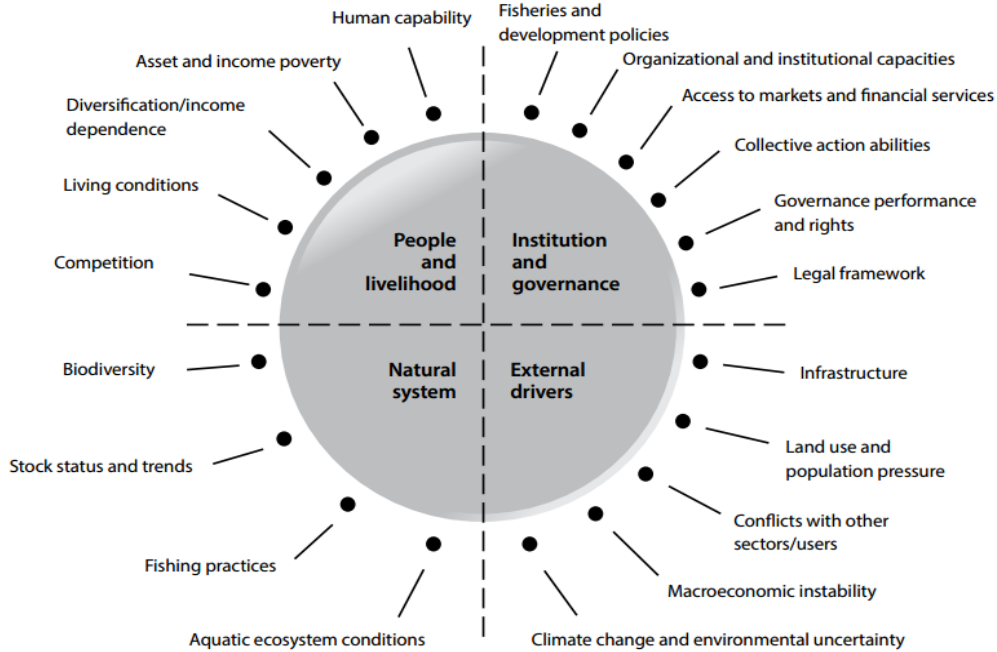 Human capability
Fisheries and
development policies
Asset and income poverty
Organizational and institutional capacities
Diversification/income
dependence
Access to markets and financial services
Collective action abilities
Living conditions
Governance performance
and rights
Competition
Legal framework
People
and
livelihood
Institution
and
governance
Natural
system
External
drivers
Biodiversity
Infrastructure
Stock status and trends
Land use and
population pressure
Conflicts with other
sectors/users
Fishing practices
Macroeconomic instability
Aquatic ecosystem conditions
Climate change and environmental uncertainty